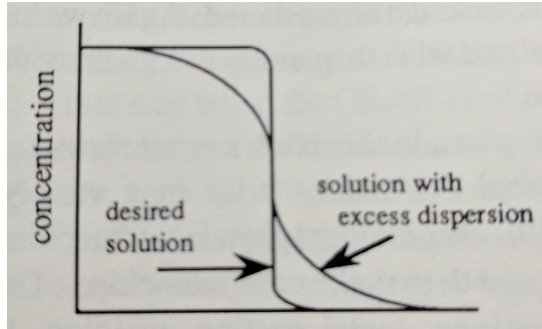 concentration
desired
solution
solution with
excess dispersion